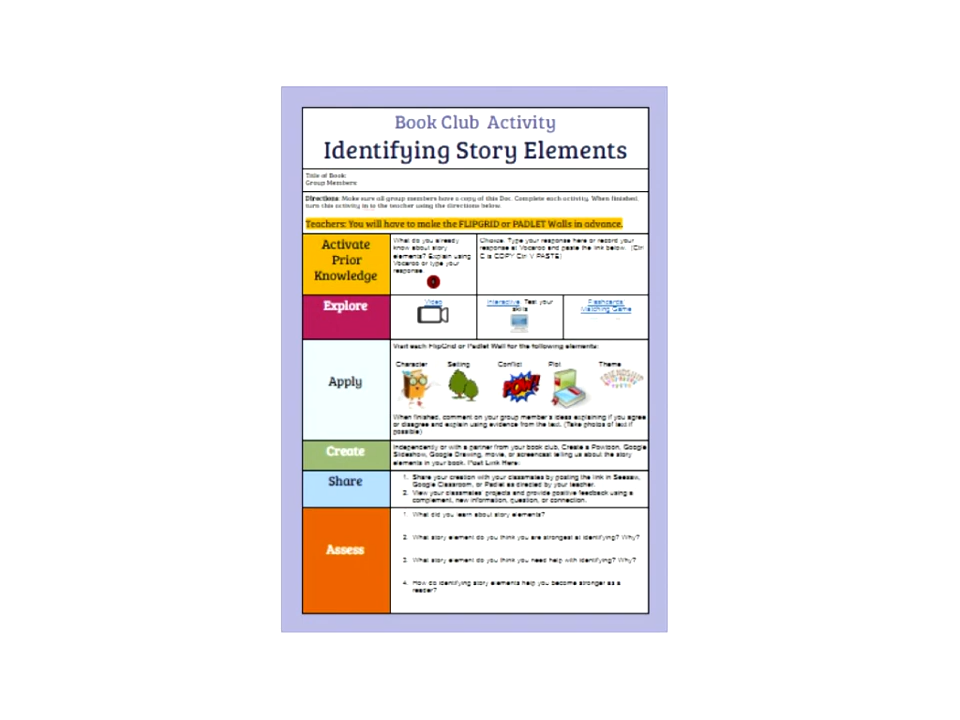 Book Club Activity
Identifying Story Elements
Title of Book:
Group Members:
Directions: Make sure all group members have a copy of this Doc. Complete each activity. When finished,
turn this activity in to the teacher using the directions below.
Teachers: You will have to make the FLIPGRID or PADLET Walls in advance.
Activate
Prior
Knowledge
What do you already
know about story
elements? Explain using
Vocaroo or type your
response.
Choice: Type your response here or record your
response at Vocaroo and paste the link below. (Ctrl
C is COPY Ctrl V PASTE)
Explore
Video
Interactive Test your
skills
Flashcards
Matching Game
Apply
Visit each FlipGrid or Padlet Wall for the following elements:
Character Setting Conflict Plot Theme
POW!
When finished, comment on your group member's ideas explaining if you agree
or disagree and explain using evidence from the text. (Take photos of text if
possible)
Create
Independently or with a partner from your book club, Create a Powtoon, Google
Slideshow, Google Drawing, movie, or screencast telling us about the story
elements in your book. Post Link Here:
Share
1. Share your creation with your classmates by posting the link in Seesaw,
Google Classroom, or Padlet as directed by your teacher.
2. View your classmates projects and provide positive feedback using a
complement, new information, question, or connection.
Assess
1. What did you learn about story elements?
2. What story element do you think you are strongest at identifying? Why?
3. What story element do you think you need help with identifying? Why?
4. How do identifying story elements help you become stronger as a
reader?